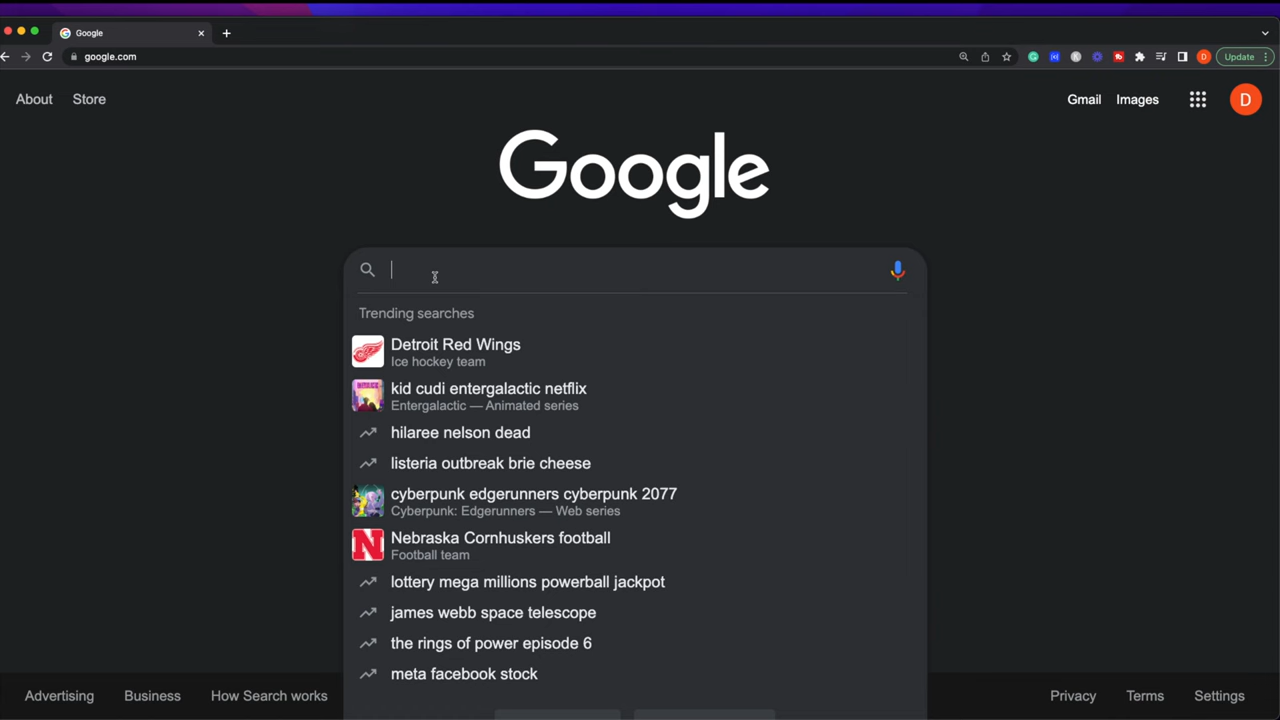 Google
google.com
Update
About Store
Gmail Images
D
Google
Trending searches
Detroit Red Wings
Ice hockey team
kid cudi entergalactic netflix
Entergalactic — Animated series
hilaree nelson dead
listeria outbreak brie cheese
cyberpunk edgerunners cyberpunk 2077
Cyberpunk: Edgerunners — Web series
Nebraska Cornhuskers football
Football team
lottery mega millions powerball jackpot
james webb space telescope
the rings of power episode 6
meta facebook stock
Advertising Business How Search works
Privacy Terms Settings